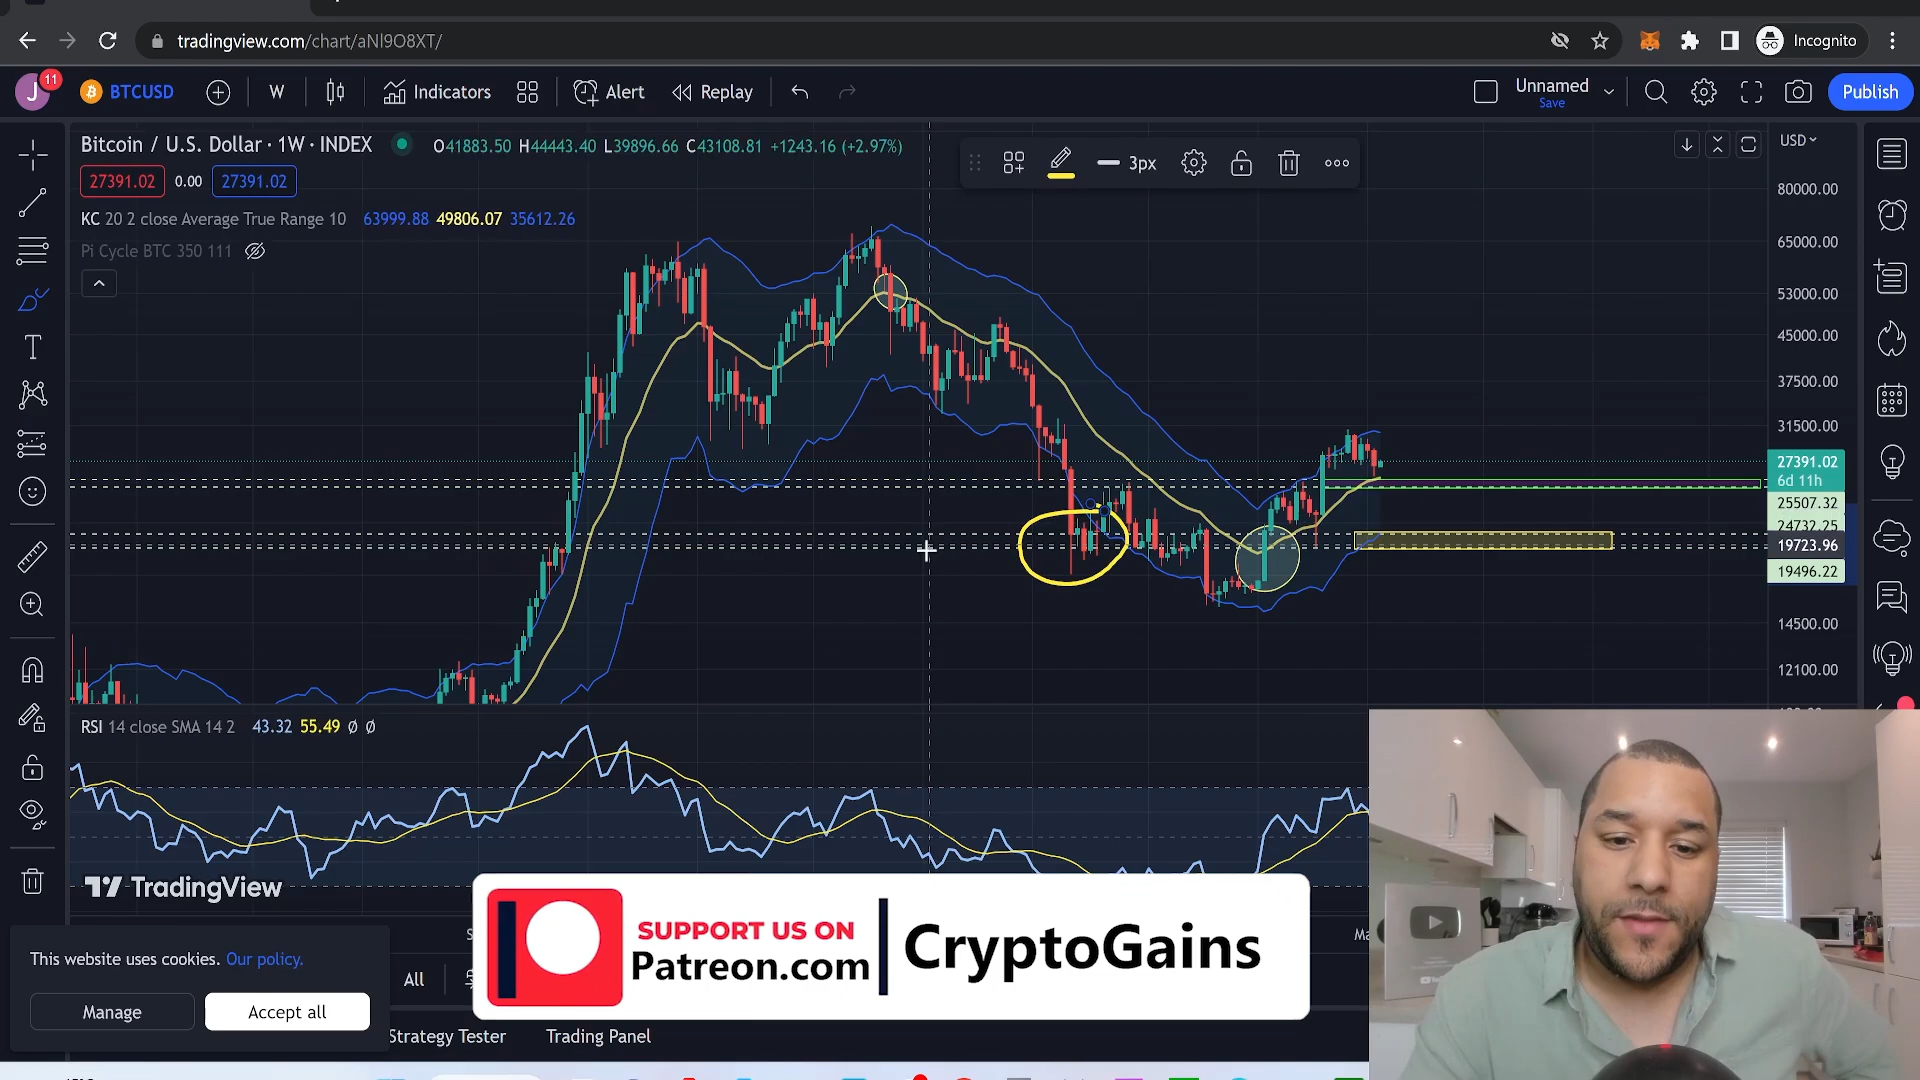 tradingview.com/chart/aNI9O8XT/
Incognito
J
11
BTCUSD
W
Indicators
Alert
Replay
Unnamed
Save
Publish
Bitcoin / U.S. Dollar · 1W · INDEX
O41883.50 H44443.40 L39896.66 C43108.81 +1243.16 (+2.97%)
3px
USD
27391.02 0.00 27391.02
KC 20 2 close Average True Range 10 63999.88 49806.07 35612.26
Pi Cycle BTC 350 111
80000.00
65000.00
53000.00
45000.00
37500.00
31500.00
27391.02
6d 11h
25507.32
24732.25
19723.96
19496.22
14500.00
12100.00
RSI 14 close SMA 14 2 43.32 55.49 Ø Ø
TradingView
SUPPORT US ON
Patreon.com
CryptoGains
This website uses cookies. Our policy.
Manage
Accept all
All
Strategy Tester
Trading Panel